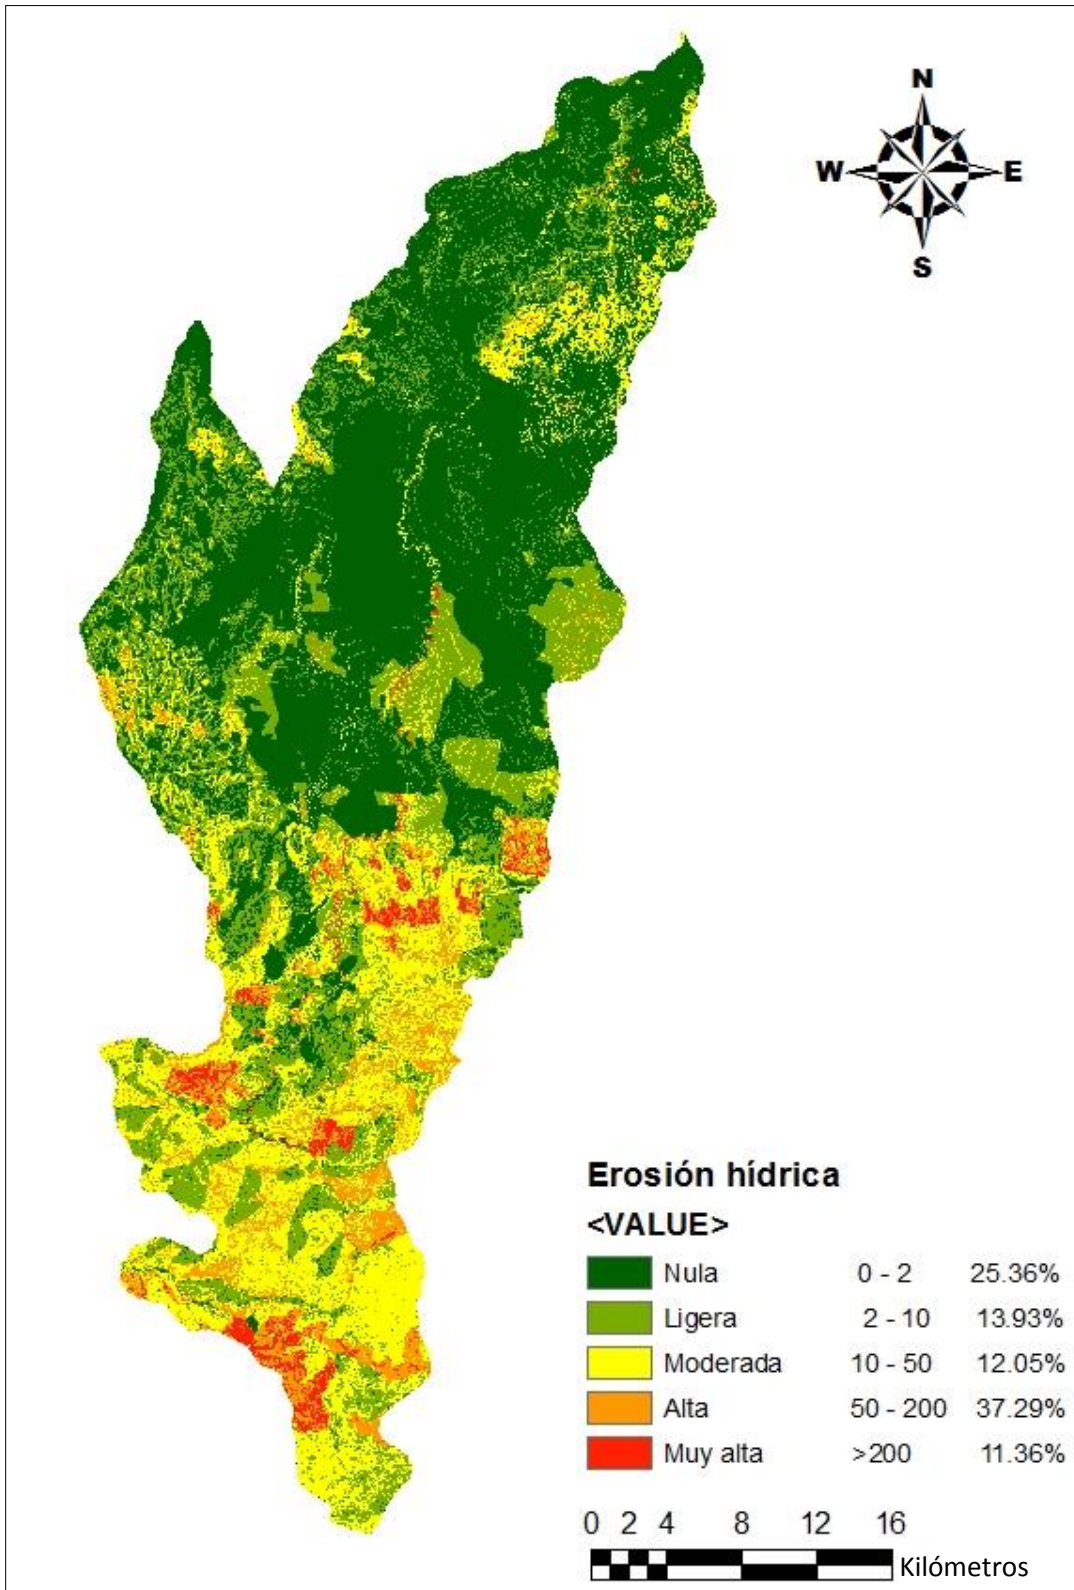 N
W E
S
Erosión hídrica
<VALUE>
Nula 0 - 2 25.36%
Ligera 2 - 10 13.93%
Moderada 10 - 50 12.05%
Alta 50 - 200 37.29%
Muy alta >200 11.36%
0 2 4 8 12 16
Kilómetros